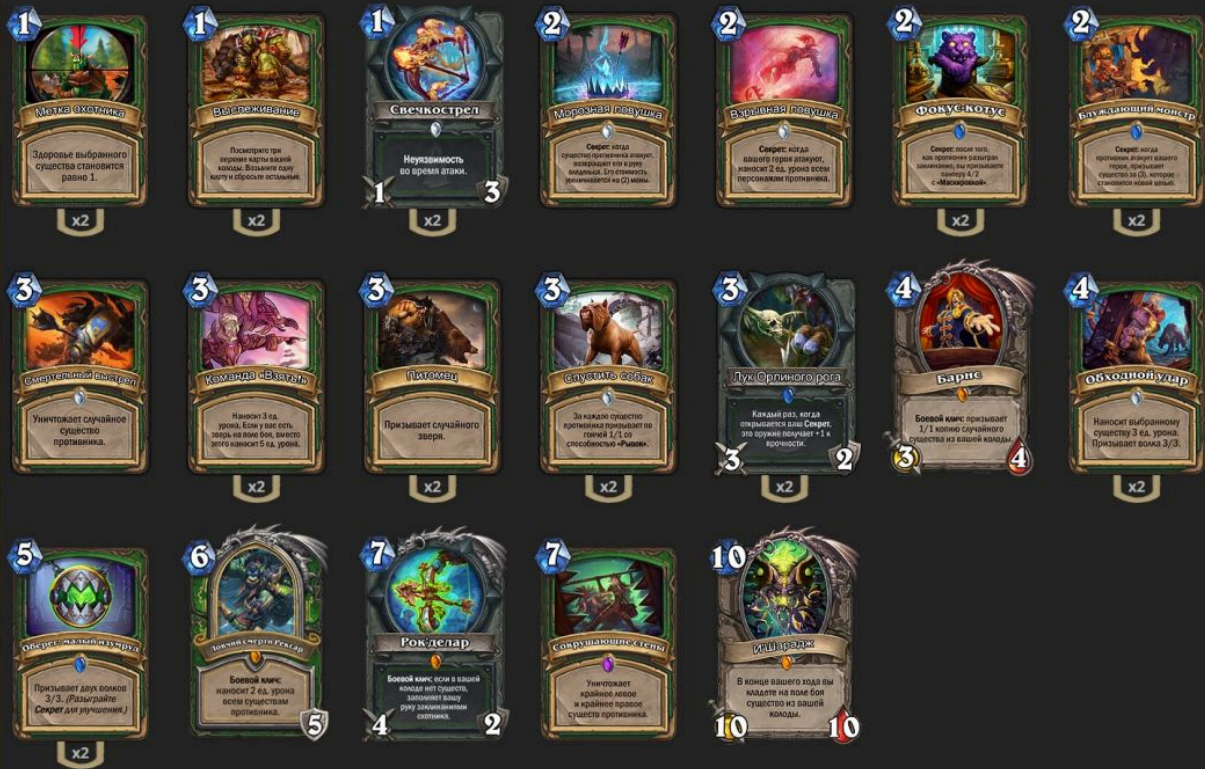 1
Метка охотника
Здоровье выбранного
существа становится
равно 1.
x2
1
Выслеживание
Посмотрите три
верхние карты вашей
колоды. Возьмите одну
карту и сбросьте остальные.
x2
1
Свечкострел
Неуязвимость
во время атаки.
1
3
2
Морозная ловушка
Секрет: когда
существо противника атакует,
возвращает его в руку
владельца. Его стоимость
увеличивается на (2) маны.
2
Взрывная ловушка
Секрет: когда
вашего героя атакуют,
наносит 2 ед. урона всем
персонажам противника.
2
Фокус-котус
Секрет: после того,
как противник разыграл
заклинание, вы призываете
пантеру 4/2
с «Маскировкой».
x2
2
Блуждающий монстр
Секрет: когда
противник атакует вашего
героя, призывает
существо за (3), которое
становится новой целью.
x2
3
Смертельный выстрел
Уничтожает случайное
существо
противника.
3
Команда «Взять!»
Наносит 3 ед.
урона. Если у вас есть
зверь на поле боя, вместо
этого наносит 5 ед. урона.
x2
3
Питомец
Призывает случайного
зверя.
x2
3
Спустить собак
За каждое существо
противника призывает по
гончей 1/1 со
способностью «Рывок».
x2
3
Лук Орлиного рога
Каждый раз, когда
открывается ваш Секрет,
это оружие получает +1 к
прочности.
3
2
x2
4
Барнс
Боевой клич: призывает
1/1 копию случайного
существа из вашей колоды.
3
4
4
Обходной удар
Наносит выбранному
существу 3 ед. урона.
Призывает волка 3/3.
x2
5
Оберег: малый изумруд
Призывает двух волков
3/3. (Разыграйте
Секрет для улучшения.)
x2
6
Ловчий смерти Рексар
Боевой клич:
наносит 2 ед. урона
всем существам
противника.
5
7
Рок'делар
Боевой клич: если в вашей
колоде нет существ,
заполняет вашу
руку заклинаниями
охотника.
4
2
7
Сокрушающие стены
Уничтожает
крайнее левое
и крайнее правое
существ противника.
10
И'Шарадж
В конце вашего хода вы
кладете на поле боя
существо из вашей
колоды.
10
10